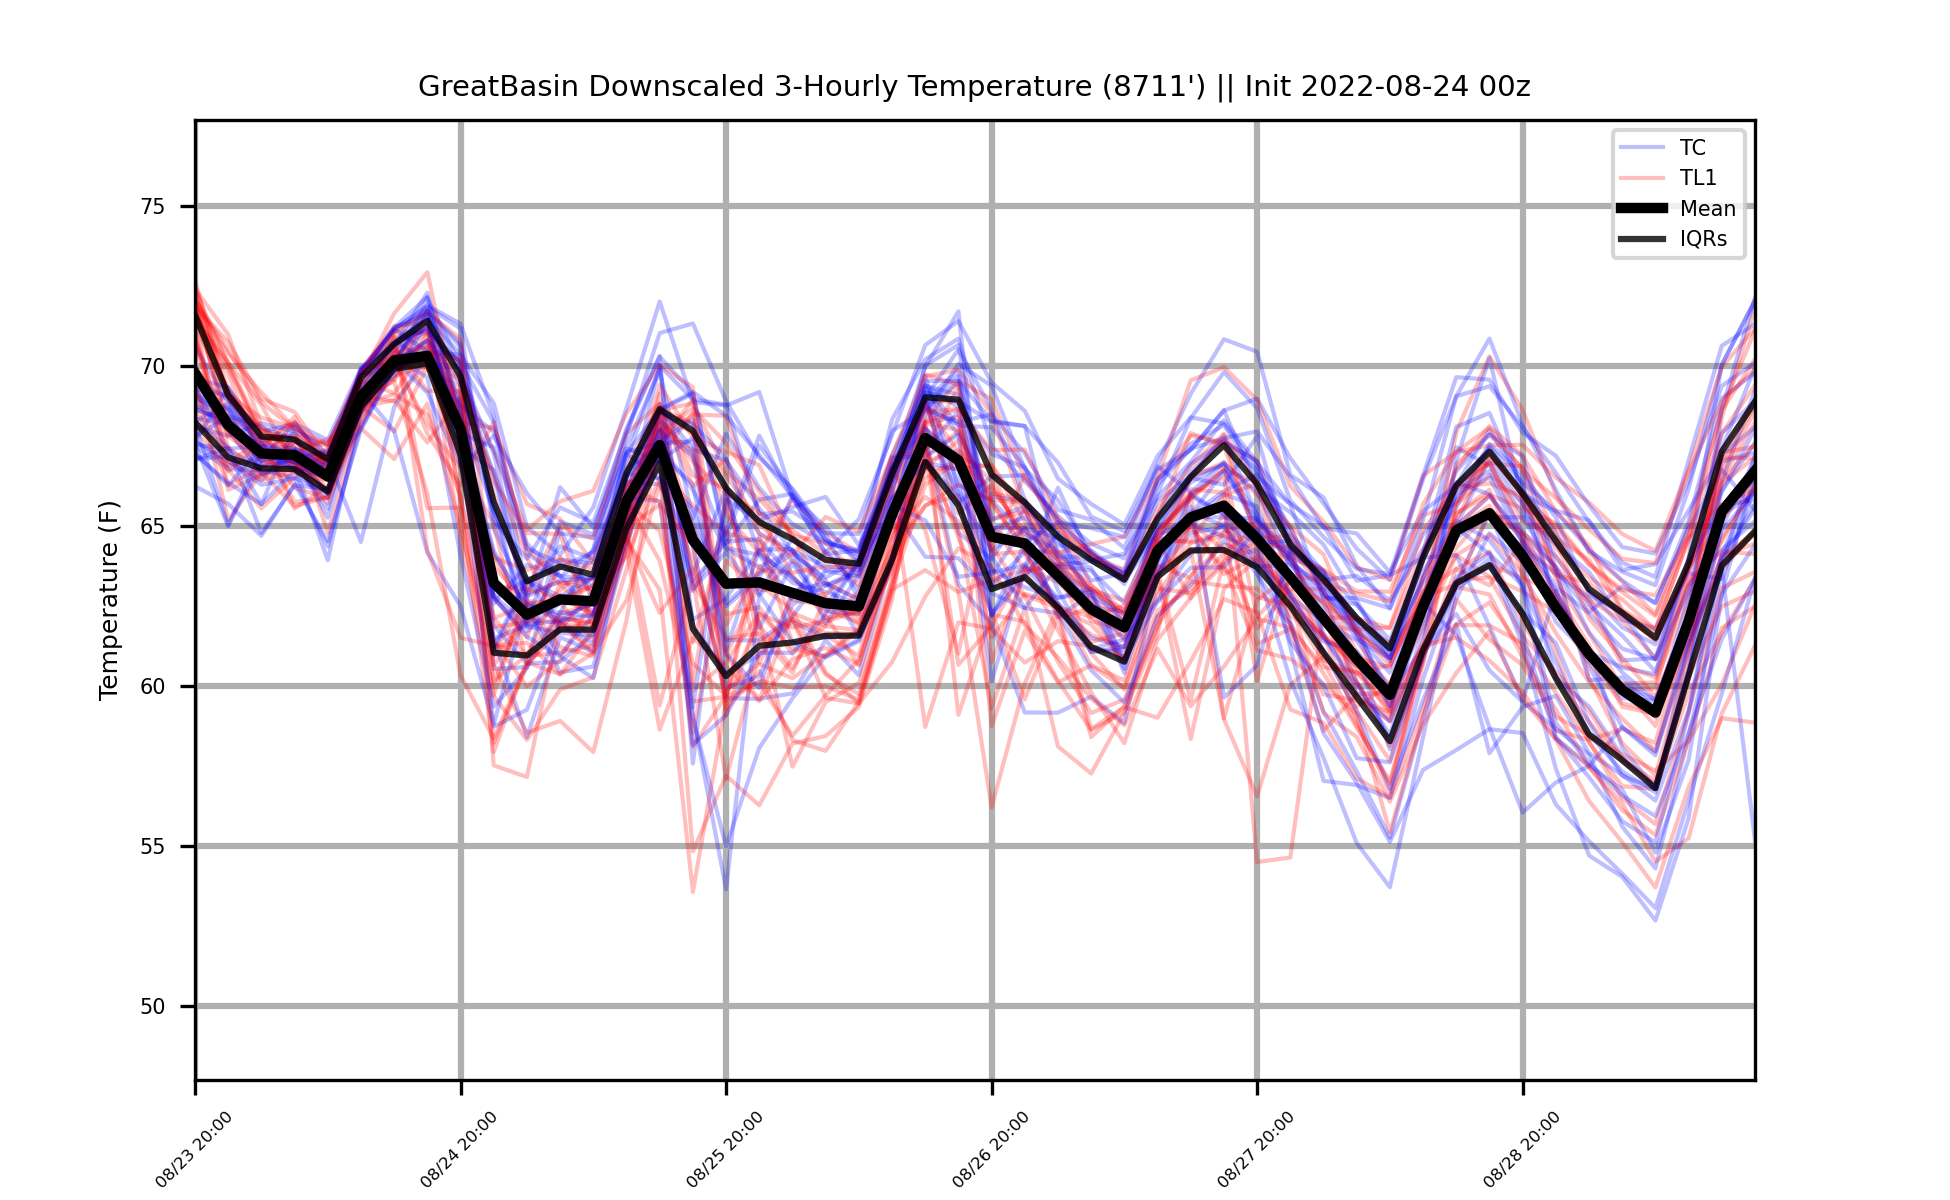 GreatBasin Downscaled 3-Hourly Temperature (8711') || Init 2022-08-24 00z
TC
TL1
Mean
IQRs
Temperature (F)
75
70
65
60
55
50
08/23 20:00
08/24 20:00
08/25 20:00
08/26 20:00
08/27 20:00
08/28 20:00